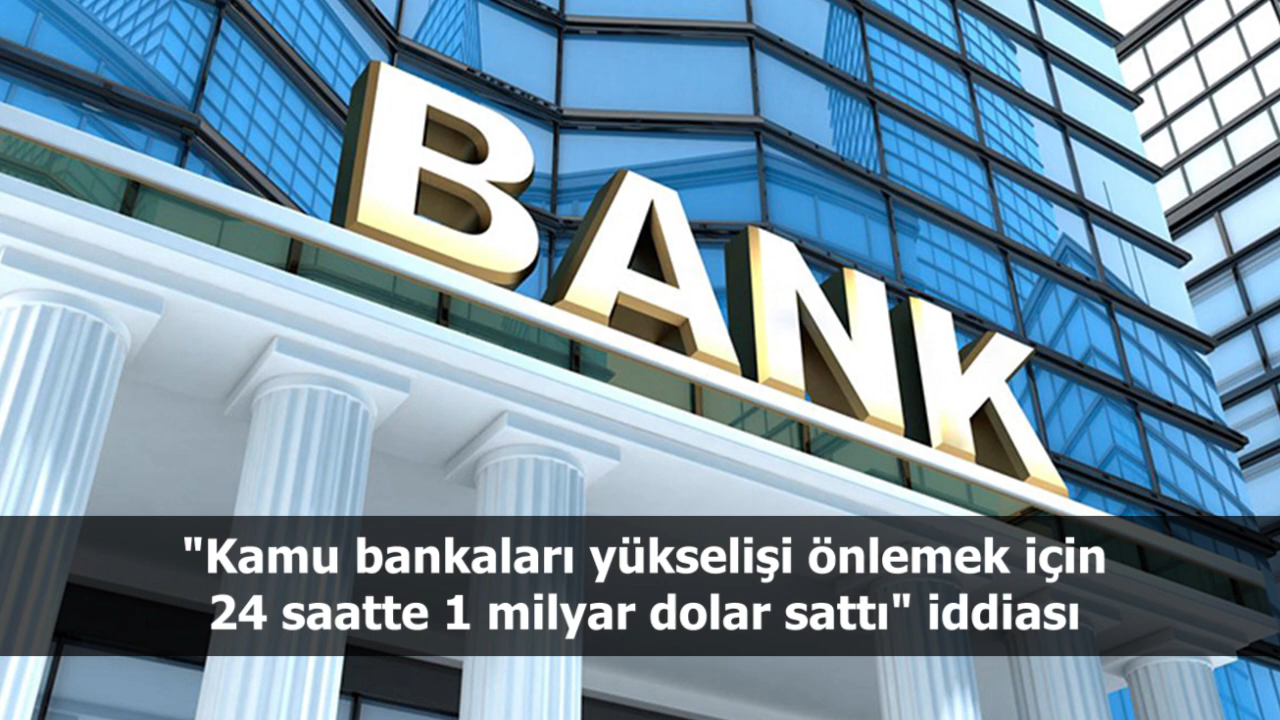 BANK
"Kamu bankaları yükselişi önlemek için
24 saatte 1 milyar dolar sattı" iddiası